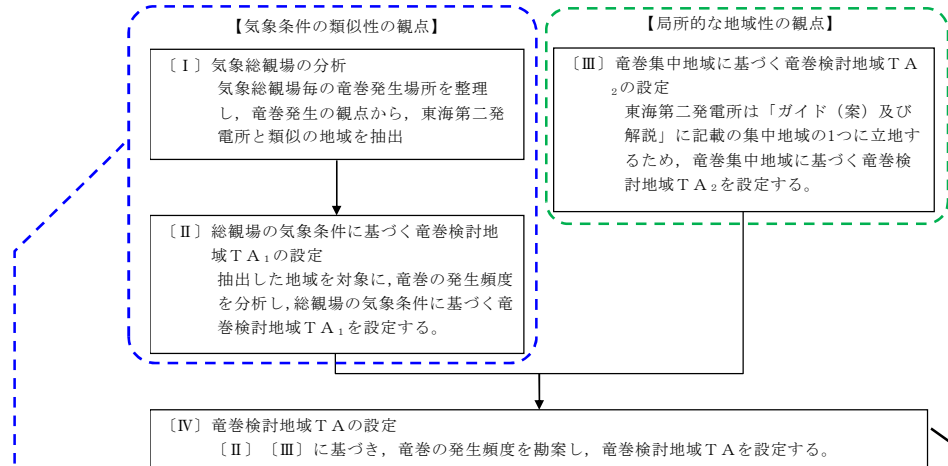 【気象条件の類似性の観点】
〔Ⅰ〕気象総観場の分析
気象総観場毎の竜巻発生場所を整理
し，竜巻発生の観点から，東海第二発
電所と類似の地域を抽出
〔Ⅱ〕総観場の気象条件に基づく竜巻検討地
域ＴＡ₁の設定
抽出した地域を対象に，竜巻の発生頻度
を分析し，総観場の気象条件に基づく竜
巻検討地域ＴＡ₁を設定する。
【局所的な地域性の観点】
〔Ⅲ〕竜巻集中地域に基づく竜巻検討地域ＴＡ
₂の設定
東海第二発電所は「ガイド（案）及び
解説」に記載の集中地域の1つに立地す
るため，竜巻集中地域に基づく竜巻検
討地域ＴＡ₂を設定する。
〔Ⅳ〕竜巻検討地域ＴＡの設定
〔Ⅱ〕〔Ⅲ〕に基づき，竜巻の発生頻度を勘案し，竜巻検討地域ＴＡを設定する。